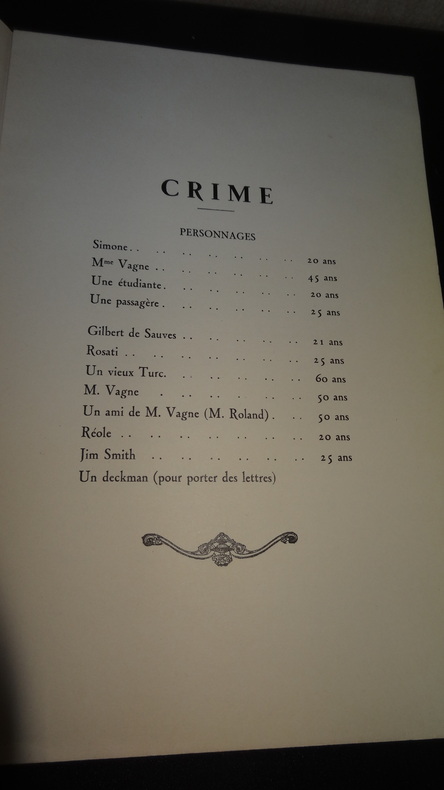 CRIME
PERSONNAGES
Simone . . .. .. .. .. .. 20 ans
Mme Vagne . . .. .. .. .. .. 45 ans
Une étudiante . .. .. .. .. .. 20 ans
Une passagère . .. .. .. .. .. 25 ans
Gilbert de Sauves . . .. .. .. .. 21 ans
Rosati . . .. .. .. .. .. .. 25 ans
Un vieux Turc. .. .. .. .. .. 60 ans
M. Vagne . .. .. . .. .. 50 ans
Un ami de M. Vagne (M. Roland) . .. 50 ans
Réole .. .. .. .. .. .. .. 20 ans
Jim Smith .. .. .. .. .. .. 25 ans
Un deckman (pour porter des lettres)